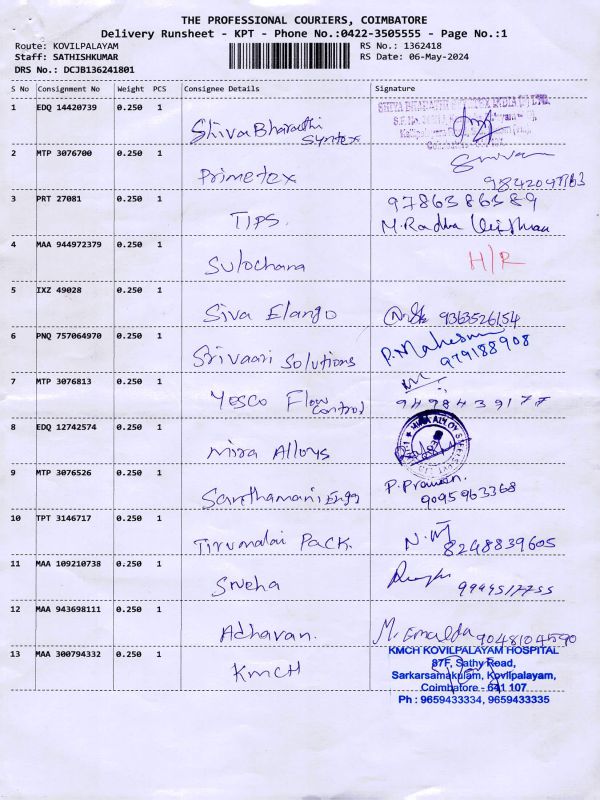 THE PROFESSIONAL COURIERS, COIMBATORE
Delivery Runsheet - KPT - Phone No.:0422-3505555 - Page No.:1
Route: KOVILPALAYAM RS No.: 1362418
Staff: SATHISHKUMAR RS Date: 06-May-2024
DRS No.: DCJB136241801
S No Consignment No Weight PCS Consignee Details Signature
1 EDQ 14420739 0.250 1 Shiva Bharathi Syntex
2 MTP 3076700 0.250 1 Primetex
3 PRT 27081 0.250 1 TIPS. 9786386589
M. Radha
4 MAA 944972379 0.250 1 Sulochana H/R
5 IXZ 49028 0.250 1 Siva Elango 9363526154
6 PNQ 757064970 0.250 1 Srivaari Solutions P. Maheswari
979188908
7 MTP 3076813 0.250 1 Yosco Flow Control
9498439177
8 EDQ 12742574 0.250 1 Mira Alloys
9 MTP 3076526 0.250 1 Santhamani Engg P. Praveen.
9095963368
10 TPT 3146717 0.250 1 Tirumalai Pack. 8248839605
11 MAA 109210738 0.250 1 Sneha
12 MAA 943698111 0.250 1 Adhavan. 9048104590
13 MAA 300794332 0.250 1 KMCH
KMCH KOVILPALAYAM HOSPITAL
87F, Sathy Road,
Sarkarsamakulam, Kovilpalayam,
Coimbatore - 641 107
Ph : 9659433334, 9659433335